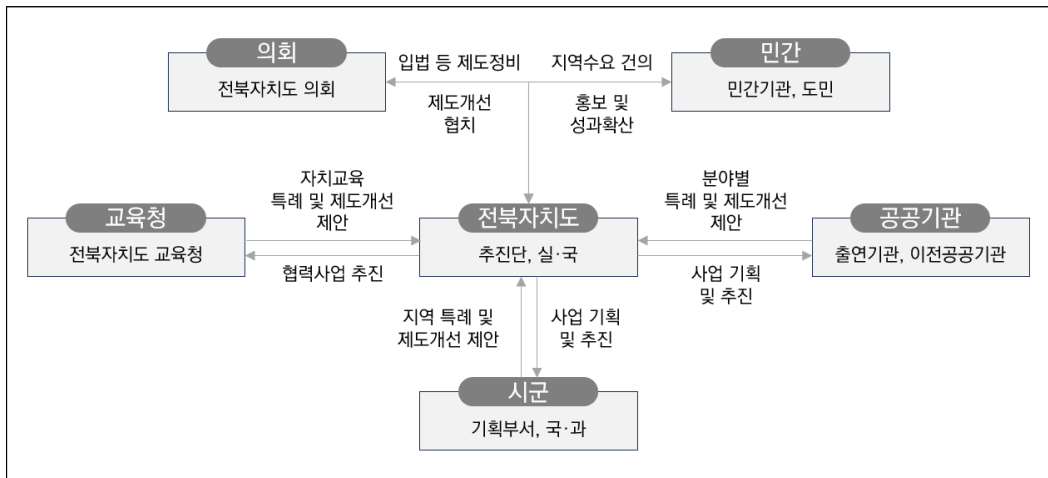 의회
전북자치도 의회
입법 등 제도정비
제도개선
협치
지역수요 건의
홍보 및
성과확산
민간
민간기관, 도민
자치교육
특례 및 제도개선
제안
분야별
특례 및 제도개선
제안
교육청
전북자치도 교육청
전북자치도
추진단, 실·국
공공기관
출연기관, 이전공공기관
협력사업 추진
사업 기획
및 추진
지역 특례 및
제도개선 제안
사업 기획
및 추진
시군
기획부서, 국·과